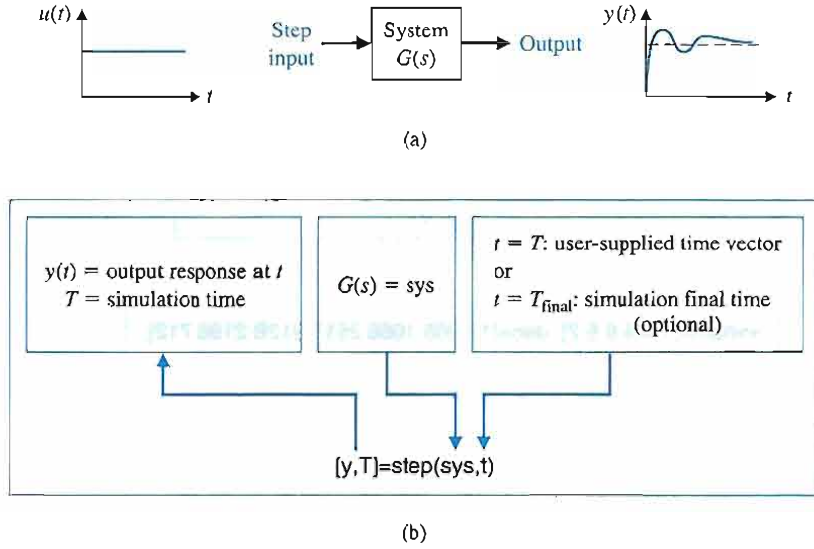 u(t)
t
Step
input
System
G(s)
Output
y(t)
t
(a)
y(t) = output response at t
T = simulation time
G(s) = sys
t = T: user-supplied time vector
or
t = T_final: simulation final time
(optional)
[y,T]=step(sys,t)
(b)